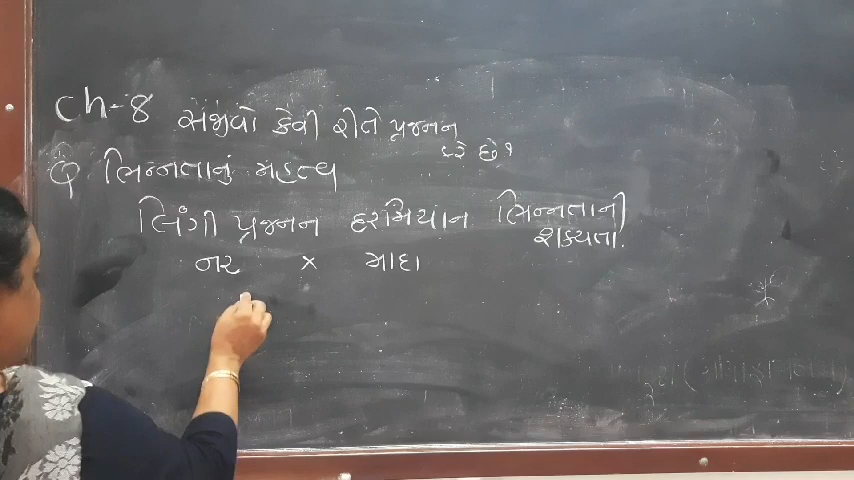 Ch-8 સજીવો કેવી રીતે પ્રજનન
કરે છે?
ભિન્નતાનું મહત્વ
લિંગી પ્રજનન દરમિયાન ભિન્નતાની
શક્યતા.
નર × માદા